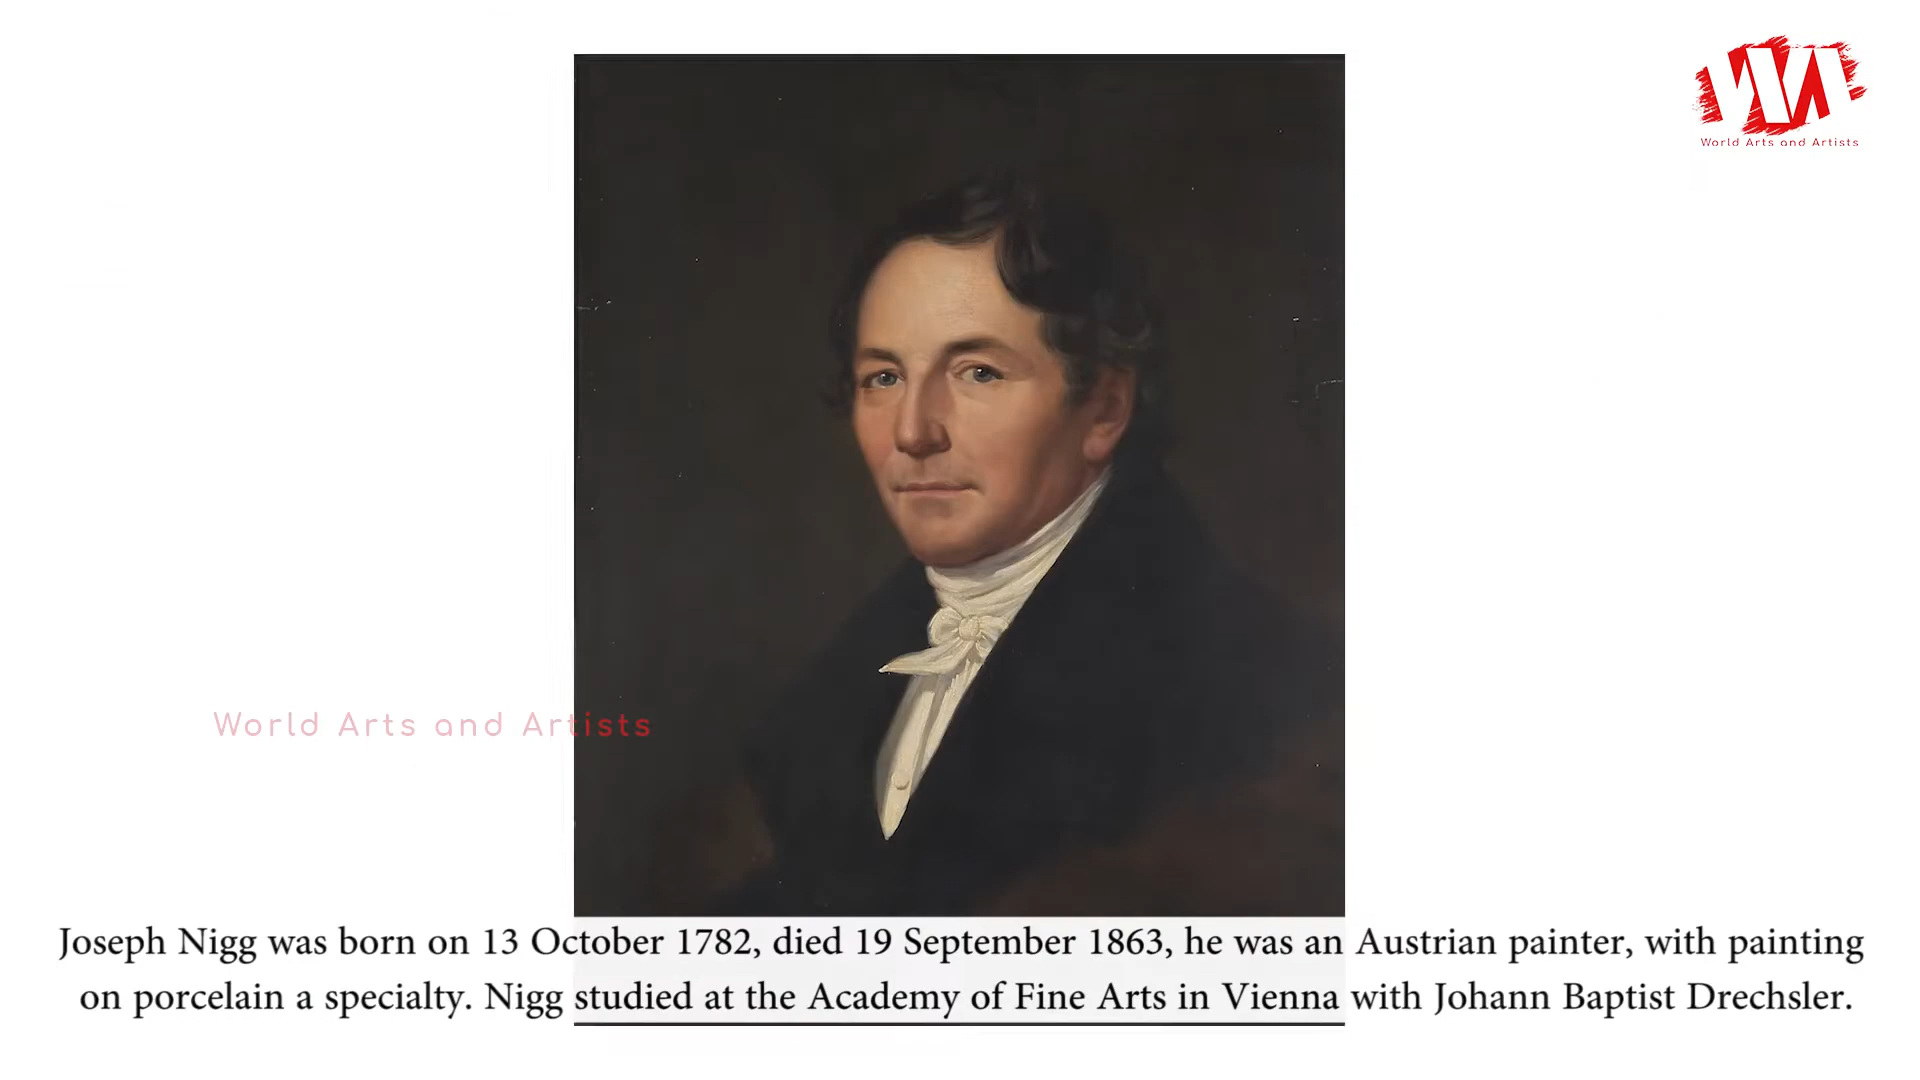 World Arts and Artists
World Arts and Artists
Joseph Nigg was born on 13 October 1782, died 19 September 1863, he was an Austrian painter, with painting
on porcelain a specialty. Nigg studied at the Academy of Fine Arts in Vienna with Johann Baptist Drechsler.